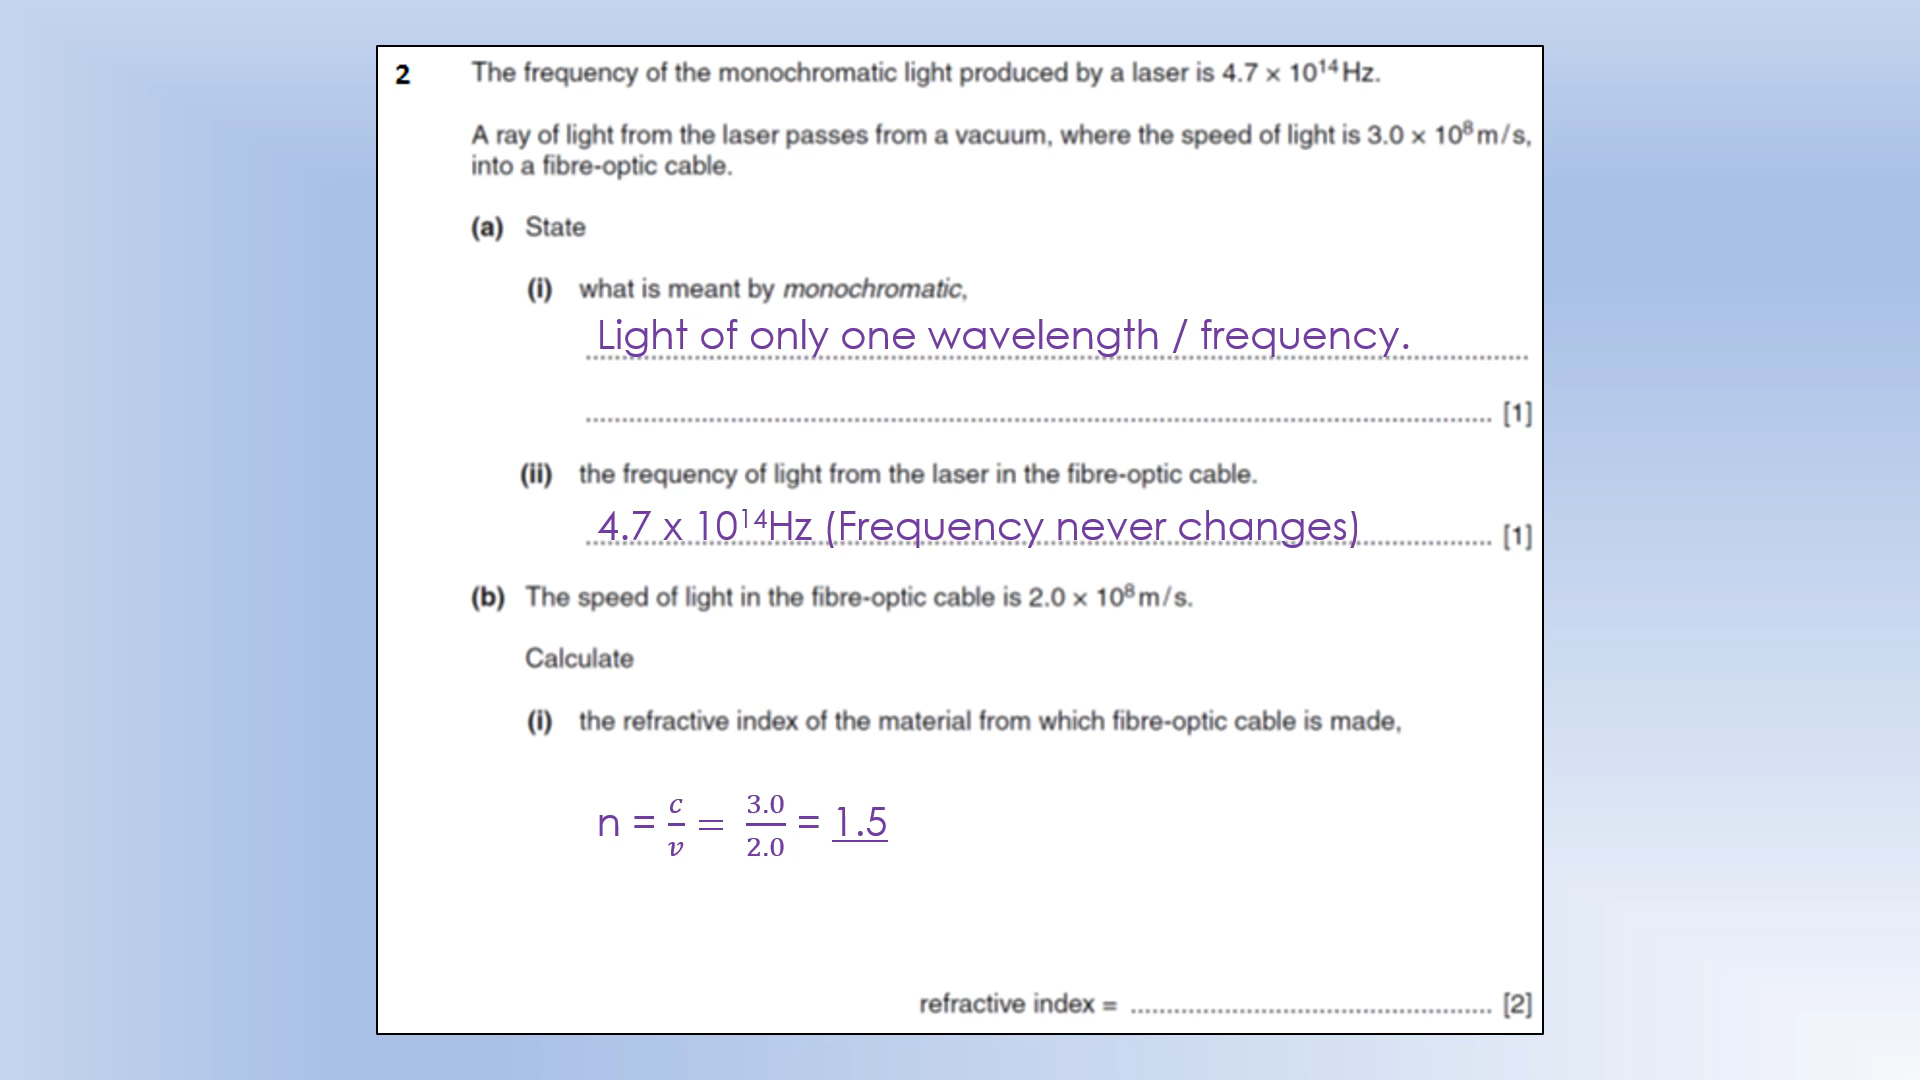 2 The frequency of the monochromatic light produced by a laser is 4.7 × 10¹⁴ Hz.
A ray of light from the laser passes from a vacuum, where the speed of light is 3.0 × 10⁸ m/s,
into a fibre-optic cable.
(a) State
(i) what is meant by monochromatic,
Light of only one wavelength / frequency.
[1]
(ii) the frequency of light from the laser in the fibre-optic cable.
4.7 x 10¹⁴Hz (Frequency never changes) [1]
(b) The speed of light in the fibre-optic cable is 2.0 × 10⁸ m/s.
Calculate
(i) the refractive index of the material from which fibre-optic cable is made,
n = c/v = 3.0/2.0 = 1.5
refractive index = ........................................ [2]